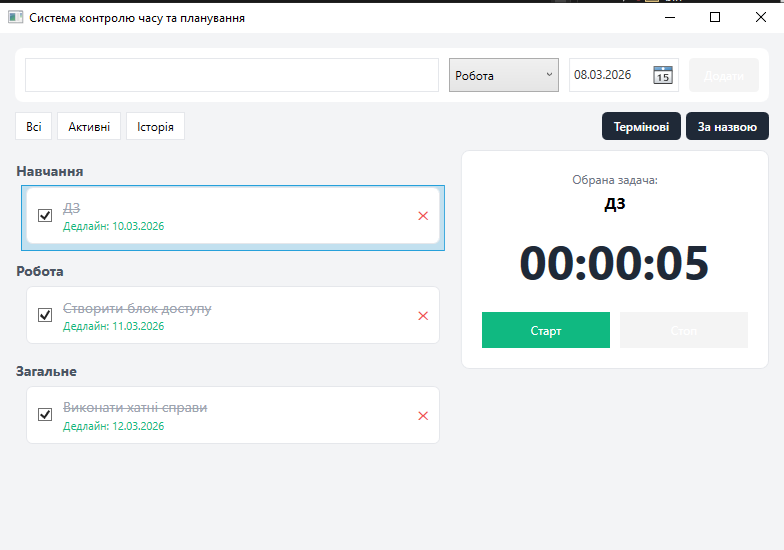 Система контролю часу та планування
Робота
08.03.2026
15
Додати
Всі
Активні
Історія
Термінові
За назвою
Навчання
ДЗ
Дедлайн: 10.03.2026
Робота
Створити блок доступу
Дедлайн: 11.03.2026
Загальне
Виконати хатні справи
Дедлайн: 12.03.2026
Обрана задача:
ДЗ
00:00:05
Старт
Стоп